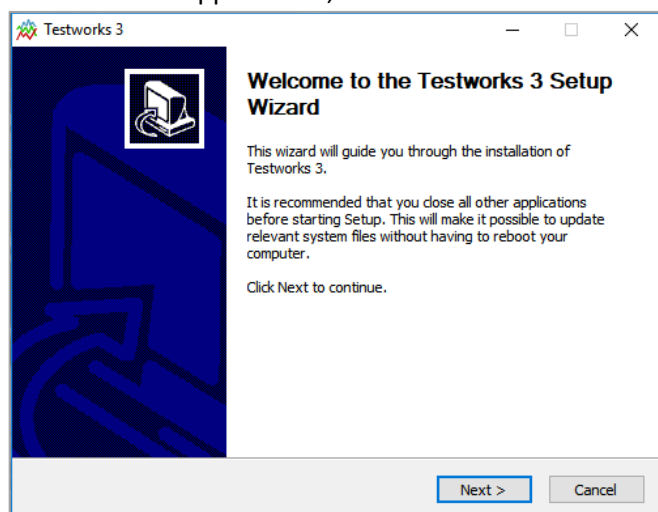 Testworks 3
Welcome to the Testworks 3 Setup
Wizard
This wizard will guide you through the installation of
Testworks 3.
It is recommended that you close all other applications
before starting Setup. This will make it possible to update
relevant system files without having to reboot your
computer.
Click Next to continue.
Next >
Cancel